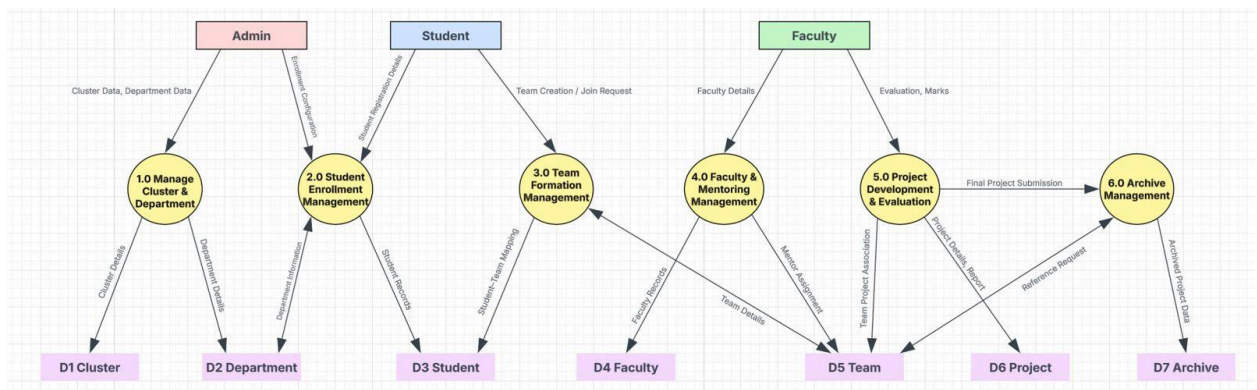 Admin
Student
Faculty
Cluster Data, Department Data
Enrollment Configuration
Student Registration Details
Team Creation / Join Request
Faculty Details
Evaluation, Marks
1.0 Manage
Cluster &
Department
2.0 Student
Enrollment
Management
3.0 Team
Formation
Management
4.0 Faculty &
Mentoring
Management
5.0 Project
Development
& Evaluation
Final Project Submission
6.0 Archive
Management
Cluster Details
Department Details
Department Information
Student Records
Student-Team Mapping
Team Details
Faculty Records
Mentor Assignment
Team Project Association
Project Details, Report
Reference Request
Archived Project Data
D1 Cluster
D2 Department
D3 Student
D4 Faculty
D5 Team
D6 Project
D7 Archive